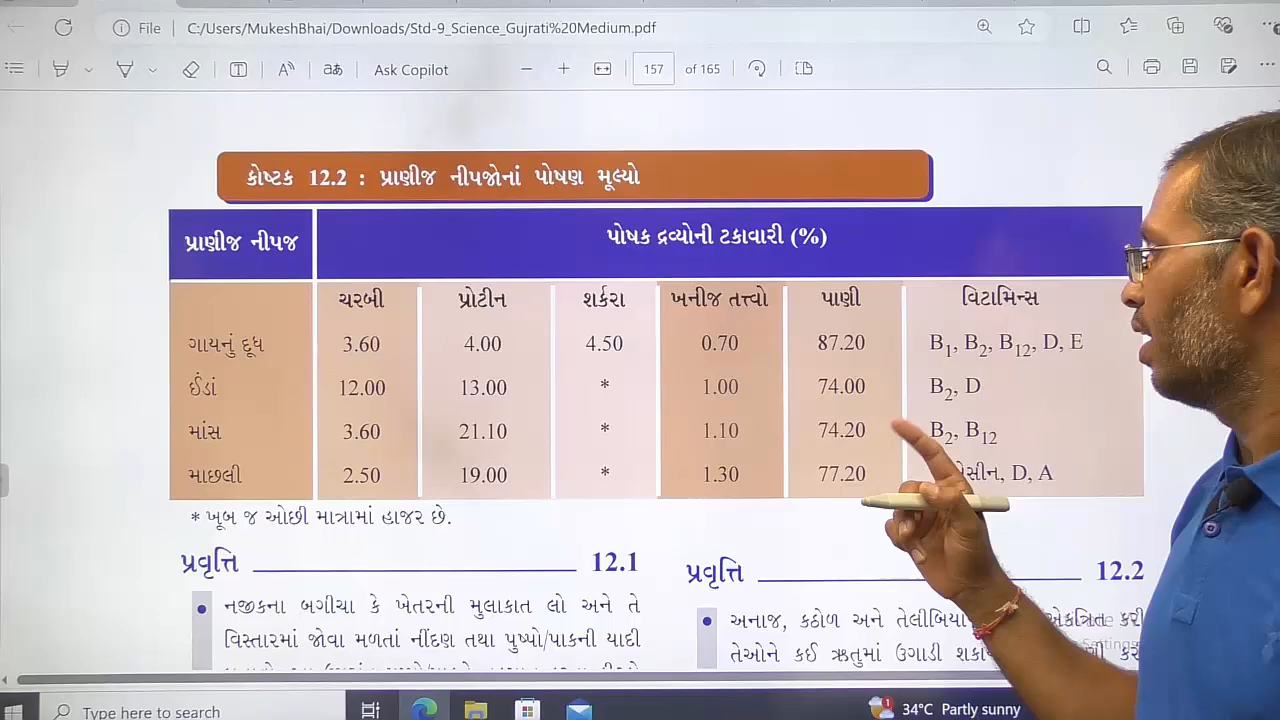 File C:/Users/MukeshBhai/Downloads/Std-9_Science_Gujrati%20Medium.pdf
Ask Copilot 157 of 165
કોષ્ટક 12.2 : પ્રાણીજ નીપજોનાં પોષણ મૂલ્યો
પ્રાણીજ નીપજ પોષક દ્રવ્યોની ટકાવારી (%)
ચરબી પ્રોટીન શર્કરા ખનીજ તત્ત્વો પાણી વિટામિન્સ
ગાયનું દૂધ 3.60 4.00 4.50 0.70 87.20 B₁, B₂, B₁₂, D, E
ઈંડાં 12.00 13.00 * 1.00 74.00 B₂, D
માંસ 3.60 21.10 * 1.10 74.20 B₂, B₁₂
માછલી 2.50 19.00 * 1.30 77.20 D, A
* ખૂબ જ ઓછી માત્રામાં હાજર છે.
પ્રવૃત્તિ 12.1
• નજીકના બગીચા કે ખેતરની મુલાકાત લો અને તે
વિસ્તારમાં જોવા મળતાં નીંદણ તથા પુષ્પો/પાકની યાદી
પ્રવૃત્તિ 12.2
• અનાજ, કઠોળ અને
તેઓને કઈ ઋતુમાં ઉગાડી
Type here to search
34°C Partly sunny